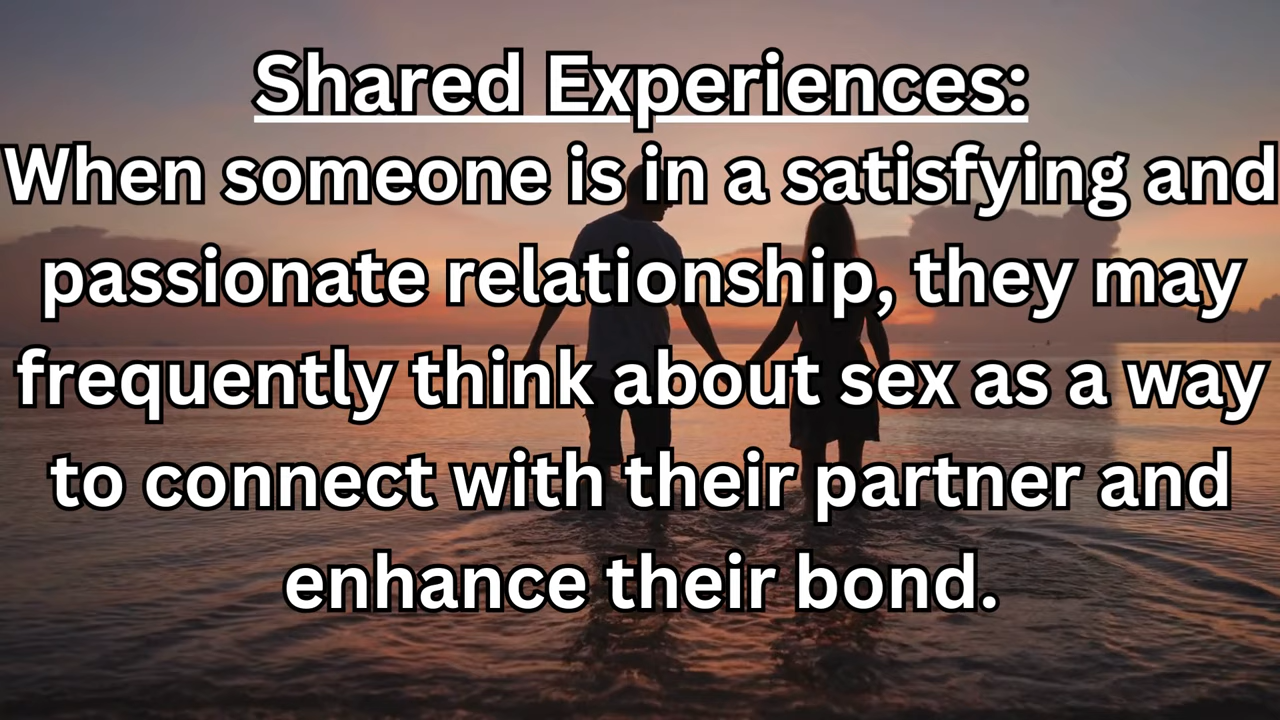 Shared Experiences:
When someone is in a satisfying and
passionate relationship, they may
frequently think about sex as a way
to connect with their partner and
enhance their bond.